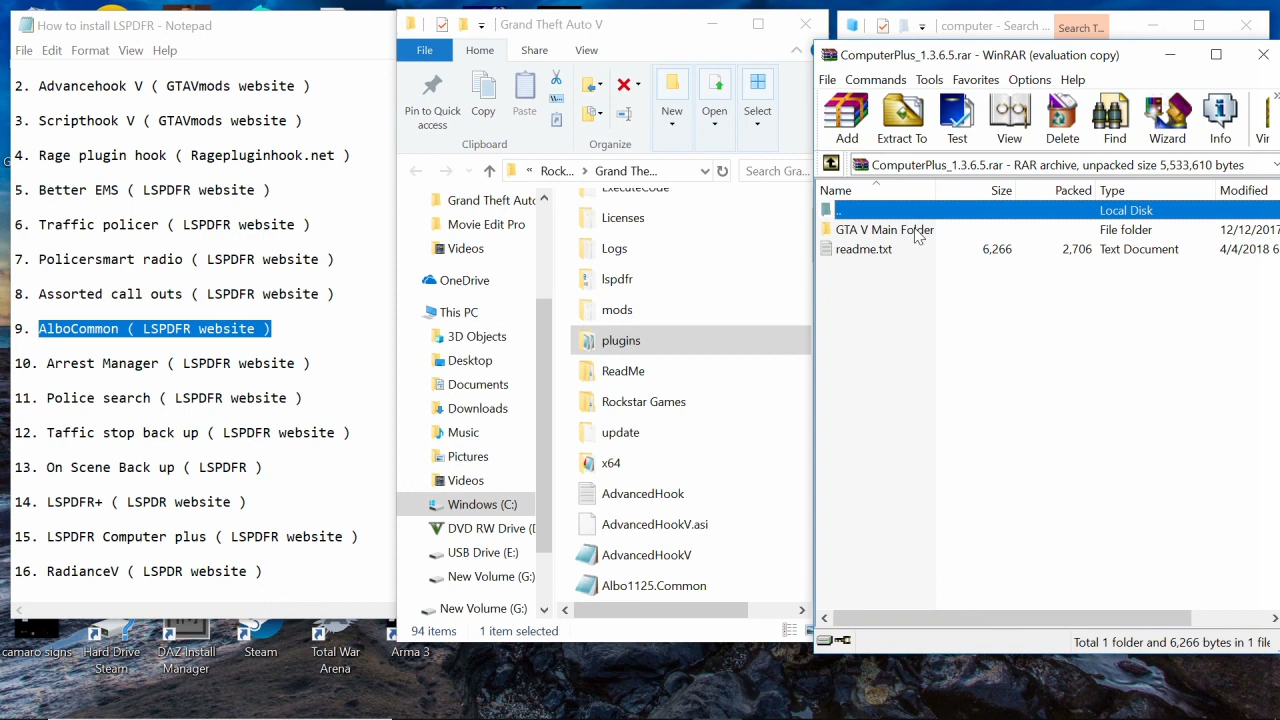 How to install LSPDFR - Notepad
File Edit Format View Help
2. Advancehook V ( GTAVmods website )
3. Scripthook V ( GTAVmods website )
4. Rage plugin hook ( Ragepluginhook.net )
5. Better EMS ( LSPDFR website )
6. Traffic policer ( LSPDFR website )
7. Policersmart radio ( LSPDFR website )
8. Assorted call outs ( LSPDFR website )
9. AlboCommon ( LSPDFR website )
10. Arrest Manager ( LSPDFR website )
11. Police search ( LSPDFR website )
12. Taffic stop back up ( LSPDFR website )
13. On Scene Back up ( LSPDFR )
14. LSPDFR+ ( LSPDR website )
15. LSPDFR Computer plus ( LSPDFR website )
16. RadianceV ( LSPDR website )
camaro signs
Hard Drive Steam
DAZ Install Manager
Steam
Total War Arena
Arma 3
Grand Theft Auto V
File Home Share View
Pin to Quick access
Copy
Paste
New
Open
Select
Clipboard
Organize
« Rock... > Grand The...
Search Gra...
Grand Theft Auto
Movie Edit Pro
Videos
OneDrive
This PC
3D Objects
Desktop
Documents
Downloads
Music
Pictures
Videos
Windows (C:)
DVD RW Drive (D
USB Drive (E:)
New Volume (G:)
New Volume (G:)
ExecuteCode
Licenses
Logs
lspdfr
mods
plugins
ReadMe
Rockstar Games
update
x64
AdvancedHook
AdvancedHookV.asi
AdvancedHookV
Albo1125.Common
94 items 1 item selected
computer - Search ...
Search T...
ComputerPlus_1.3.6.5.rar - WinRAR (evaluation copy)
File Commands Tools Favorites Options Help
Add Extract To Test View Delete Find Wizard Info Vir
ComputerPlus_1.3.6.5.rar - RAR archive, unpacked size 5,533,610 bytes
Name Size Packed Type Modified
.. Local Disk
GTA V Main Folder File folder 12/12/2017
readme.txt 6,266 2,706 Text Document 4/4/2018 6
Total 1 folder and 6,266 bytes in 1 file